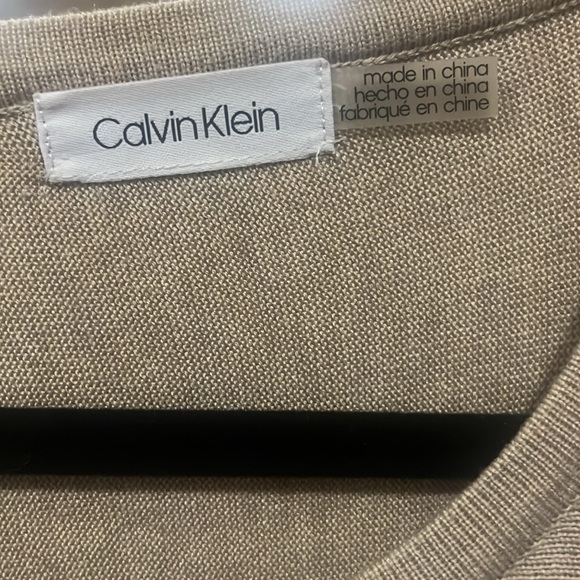 Calvin Klein
made in china
hecho en china
fabriqué en chine